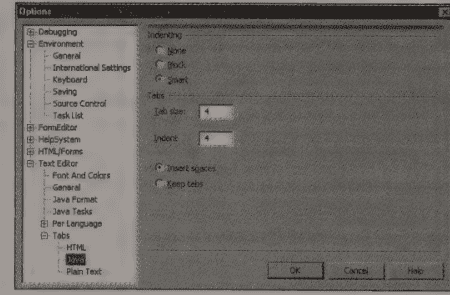 Options
Debugging
Environment
General
International Settings
Keyboard
Saving
Source Control
Task List
FormEditor
HelpSystem
HTML/Forms
Text Editor
Font And Colors
General
Java Format
Java Tasks
Per Language
Tabs
HTML
Java
Plain Text
Indenting
None
Block
Smart
Tabs
Tab size: 4
Indent 4
Insert spaces
Keep tabs
OK
Cancel
Help